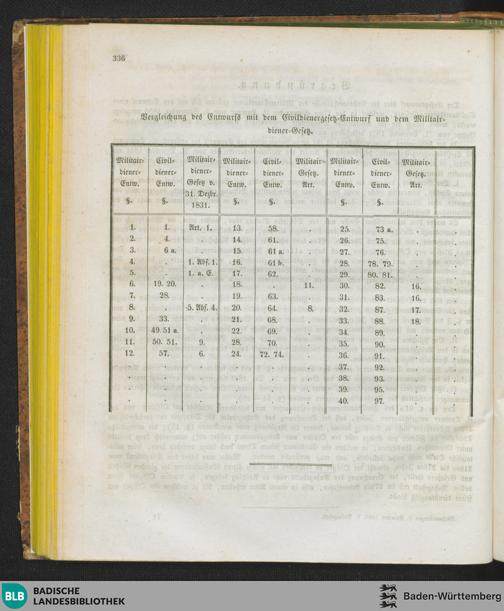 336
Vergleichung des Entwurfs mit dem Civildienergesetz-Entwurf und dem Militair-
diener-Gesetz.
Militair- Civil- Militair- Militair- Civil- Militair- Militair- Civil- Militair-
diener- diener- diener- diener- diener- diener- diener- diener- diener-
Entw. Entw. Gesetz v. Entw. Entw. Gesetz. Entw. Entw. Gesetz.
§. §. 31. Dezbr. 1831. §. §. Art. §. §. Art.
1. 1. Art. 1. 13. 58. . 25. 73 a. . .
2. 4. . 14. 61. . 26. 75. . .
3. 6 a. . 15. 61 a. . 27. 76. . .
4. . 1. Abs. 1. 16. 61 b. . 28. 78. 79. . .
5. . 1. a. E. 17. 62. . 29. 80. 81. . .
6. 19. 20. . 18. . 11. 30. 82. 16. .
7. 28. . 19. 63. . 31. 83. 16. .
8. . 5. Abs. 4. 20. 64. 8. 32. 87. 17. .
9. 33. . 21. 68. . 33. 88. 18. .
10. 49. 51 a. . 22. 69. . 34. 89. . .
11. 50. 51. 9. 28. 70. . 35. 90. . .
12. 57. 6. 24. 72. 74. . 36. 91. . .
. . . . . . 37. 92. . .
. . . . . . 38. 93. . .
. . . . . . 39. 95. . .
. . . . . . 40. 97. . .
BLB BADISCHE
LANDESBIBLIOTHEK
Baden-Württemberg